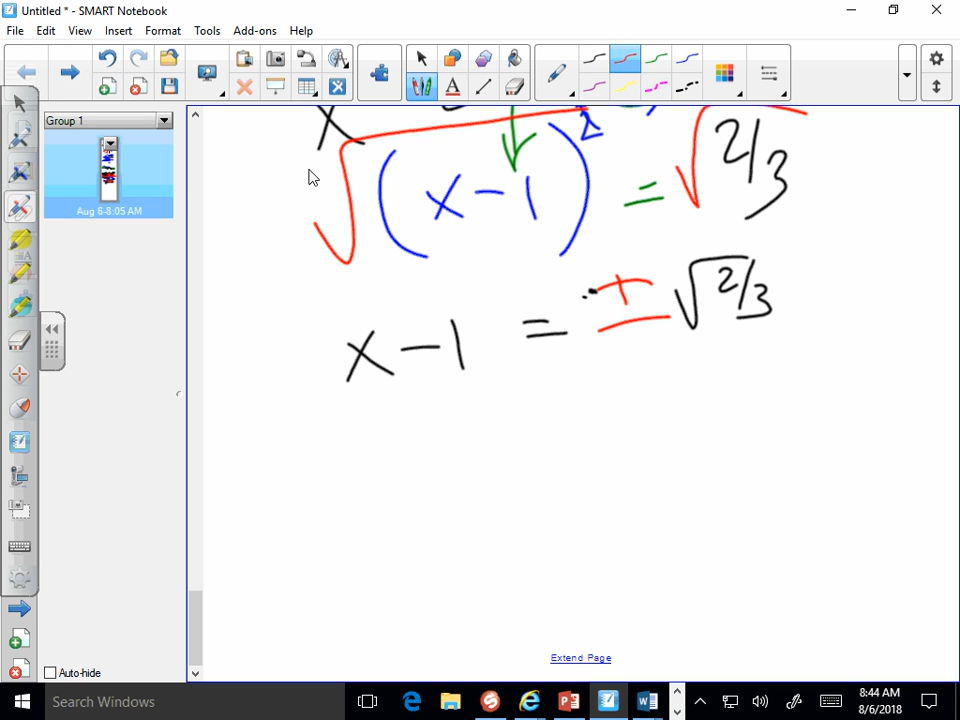 Untitled * - SMART Notebook
File Edit View Insert Format Tools Add-ons Help
Group 1
Aug 6-8:05 AM
√(x-1)² = √2/3
x-1 = ± √2/3
Extend Page
Auto-hide
Search Windows
8:44 AM
8/6/2018